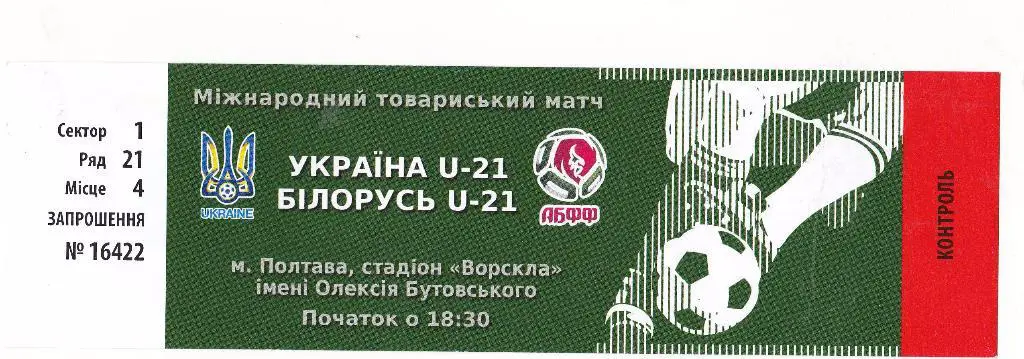 Сектор 1
Ряд 21
Місце 4
ЗАПРОШЕННЯ
№ 16422
Міжнародний товариський матч
УКРАЇНА U-21
БІЛОРУСЬ U-21
UKRAINE
АБФФ
м. Полтава, стадіон «Ворскла»
імені Олексія Бутовського
Початок о 18:30
КОНТРОЛЬ